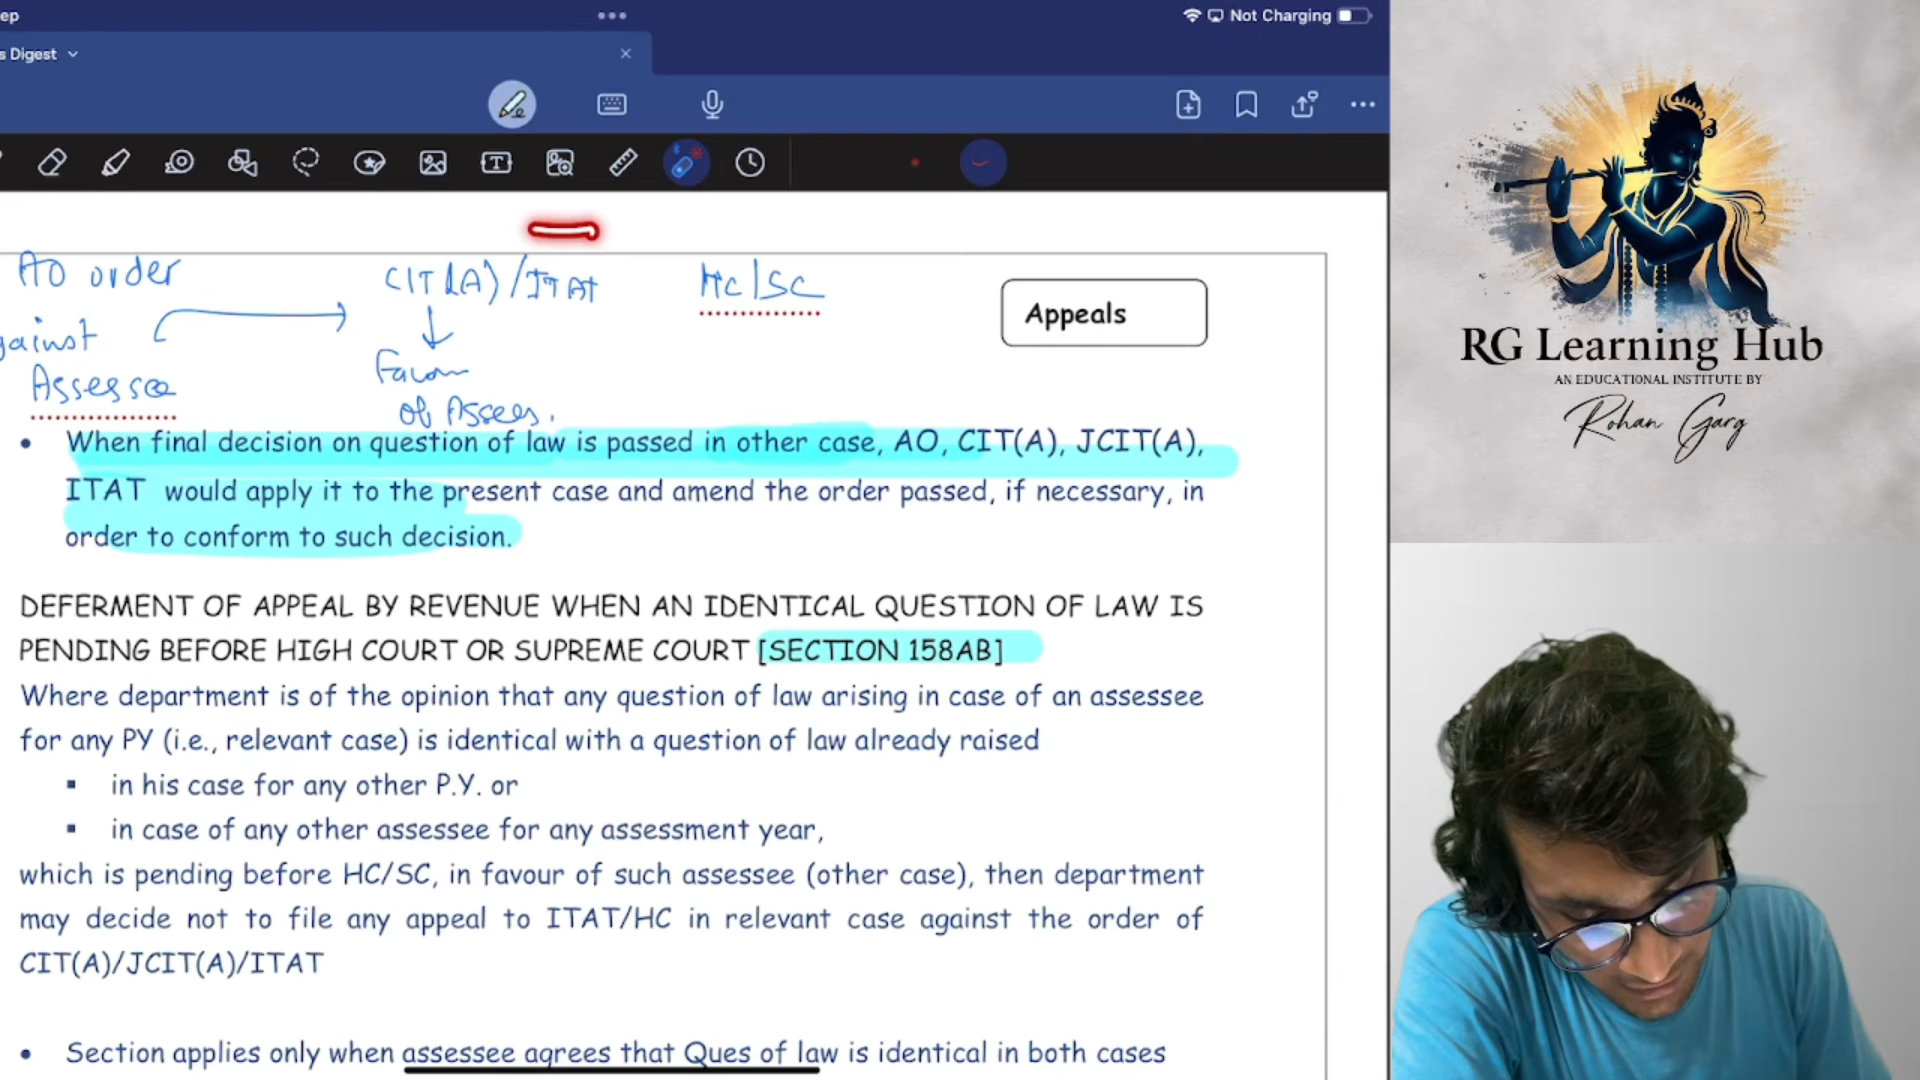 ep
Not Charging
s Digest
AO order
CIT(A)/ITAT
HC/SC
Appeals
gainst
Assessee
Favour
of Assess.
• When final decision on question of law is passed in other case, AO, CIT(A), JCIT(A),
ITAT would apply it to the present case and amend the order passed, if necessary, in
order to conform to such decision.
DEFERMENT OF APPEAL BY REVENUE WHEN AN IDENTICAL QUESTION OF LAW IS
PENDING BEFORE HIGH COURT OR SUPREME COURT [SECTION 158AB]
Where department is of the opinion that any question of law arising in case of an assessee
for any PY (i.e., relevant case) is identical with a question of law already raised
▪ in his case for any other P.Y. or
▪ in case of any other assessee for any assessment year,
which is pending before HC/SC, in favour of such assessee (other case), then department
may decide not to file any appeal to ITAT/HC in relevant case against the order of
CIT(A)/JCIT(A)/ITAT
• Section applies only when assessee agrees that Ques of law is identical in both cases
RG Learning Hub
AN EDUCATIONAL INSTITUTE BY
Rohan Garg